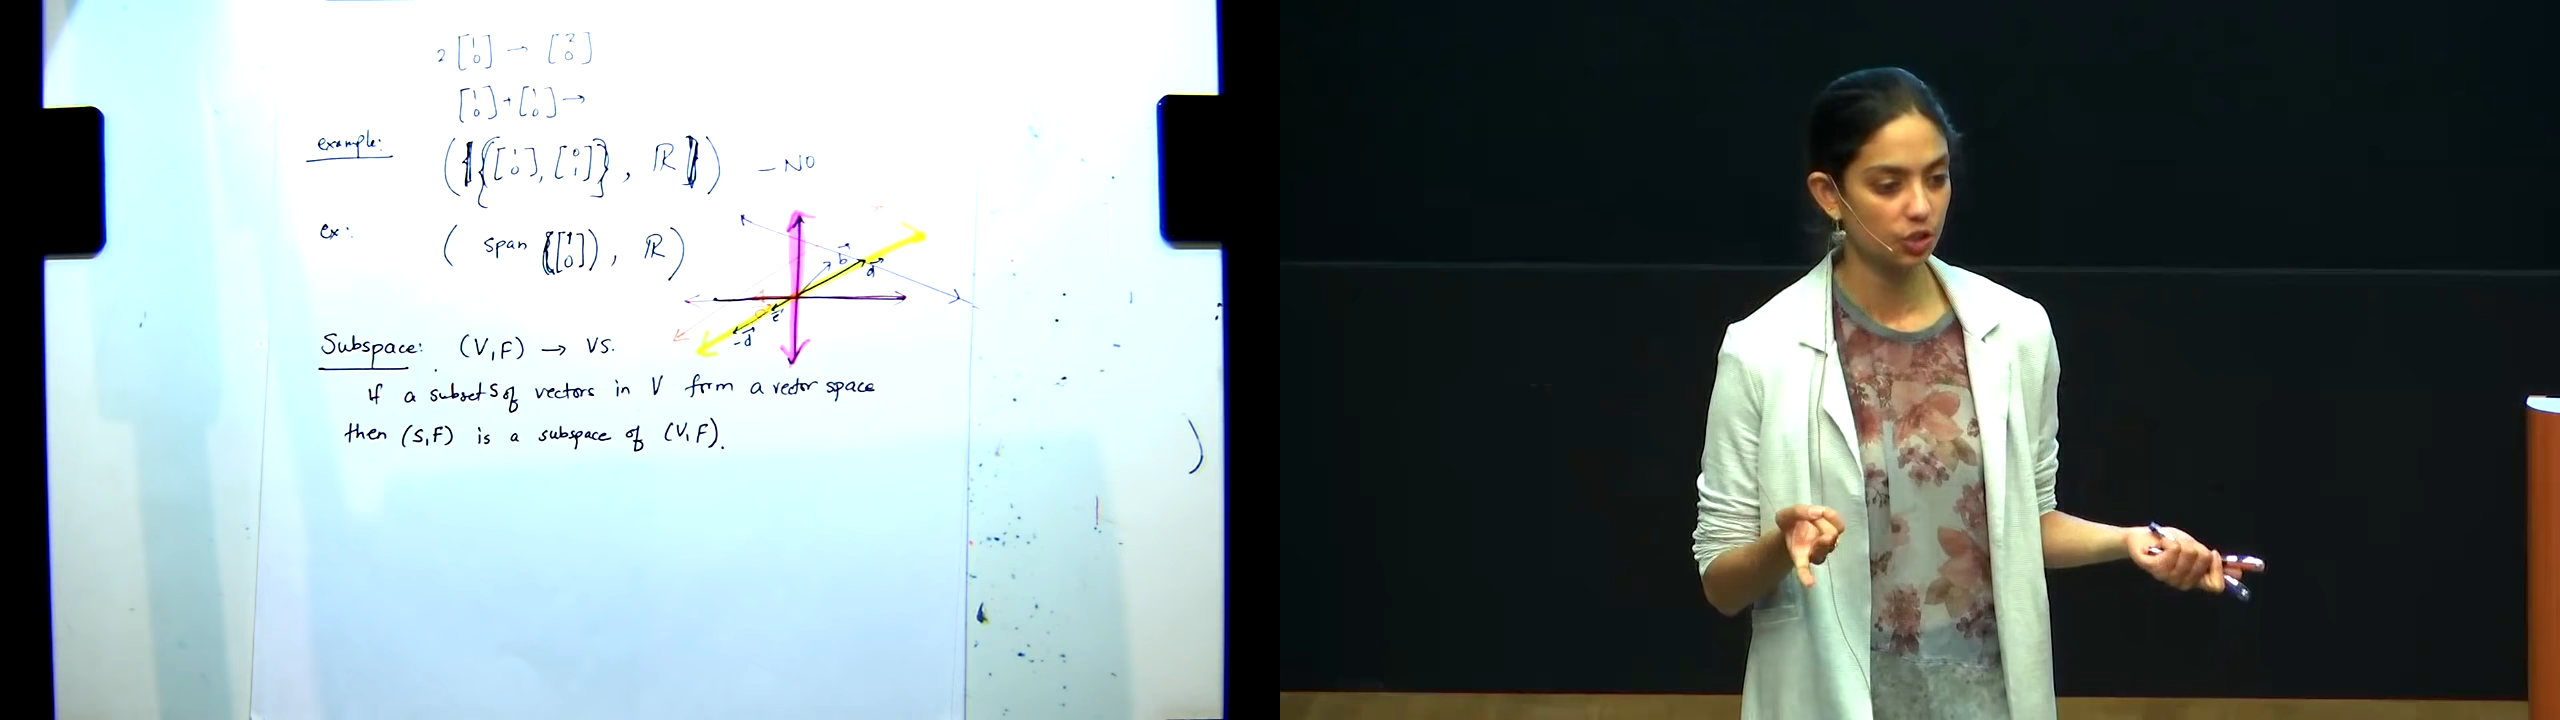 2 [1 0] → [2 0]
[1 0] + [1 0] →
example: ({[1 0], [0 1]}, ℝ) – NO
ex: ( span {[1 0]}, ℝ )
b
d
e
-d
Subspace: (V, F) → VS.
If a subset S of vectors in V form a vector space
then (S, F) is a subspace of (V, F).